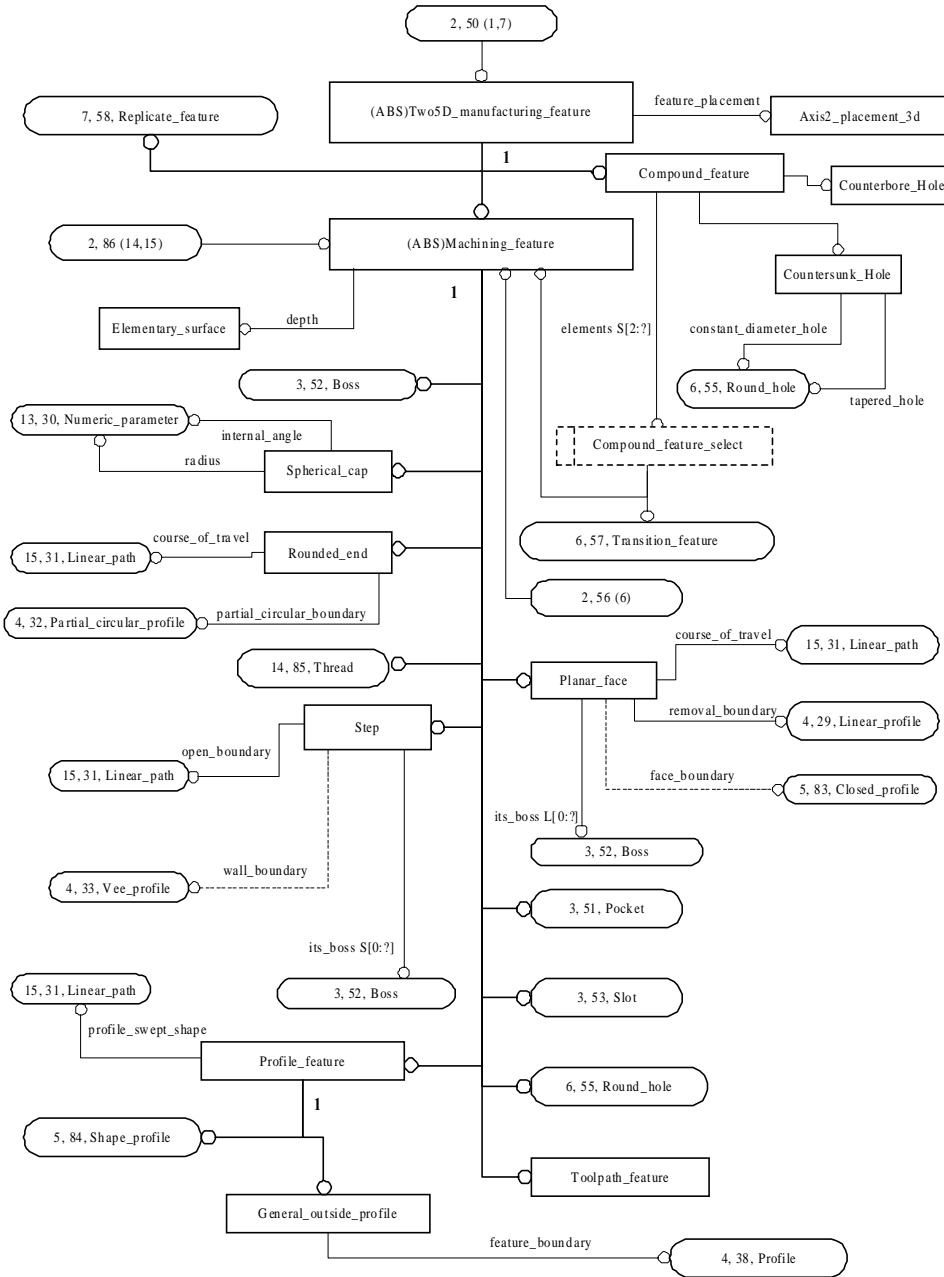 2, 50 (1,7)
(ABS)Two5D_manufacturing_feature
feature_placement
Axis2_placement_3d
7, 58, Replicate_feature
1
Compound_feature
Counterbore_Hole
2, 86 (14,15)
(ABS)Machining_feature
1
Countersunk_Hole
Elementary_surface
depth
elements S[2:?]
constant_diameter_hole
3, 52, Boss
6, 55, Round_hole
tapered_hole
13, 30, Numeric_parameter
internal_angle
radius
Spherical_cap
Compound_feature_select
course_of_travel
15, 31, Linear_path
Rounded_end
6, 57, Transition_feature
4, 32, Partial_circular_profile
partial_circular_boundary
2, 56 (6)
course_of_travel
15, 31, Linear_path
14, 85, Thread
Planar_face
removal_boundary
4, 29, Linear_profile
Step
open_boundary
15, 31, Linear_path
face_boundary
5, 83, Closed_profile
its_boss L[0:?]
3, 52, Boss
wall_boundary
4, 33, Vee_profile
3, 51, Pocket
its_boss S[0:?]
3, 52, Boss
15, 31, Linear_path
3, 53, Slot
profile_swept_shape
Profile_feature
6, 55, Round_hole
1
5, 84, Shape_profile
Toolpath_feature
General_outside_profile
feature_boundary
4, 38, Profile